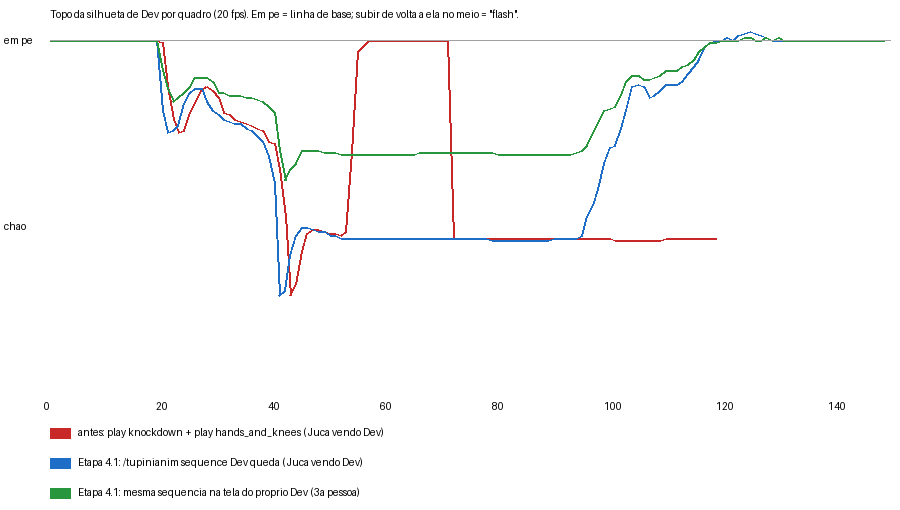 Topo da silhueta de Dev por quadro (20 fps). Em pe = linha de base; subir de volta a ela no meio = "flash".
em pe
chao
0 20 40 60 80 100 120 140
antes: play knockdown + play hands_and_knees (Juca vendo Dev)
Etapa 4.1: /tupinianim sequence Dev queda (Juca vendo Dev)
Etapa 4.1: mesma sequencia na tela do proprio Dev (3a pessoa)